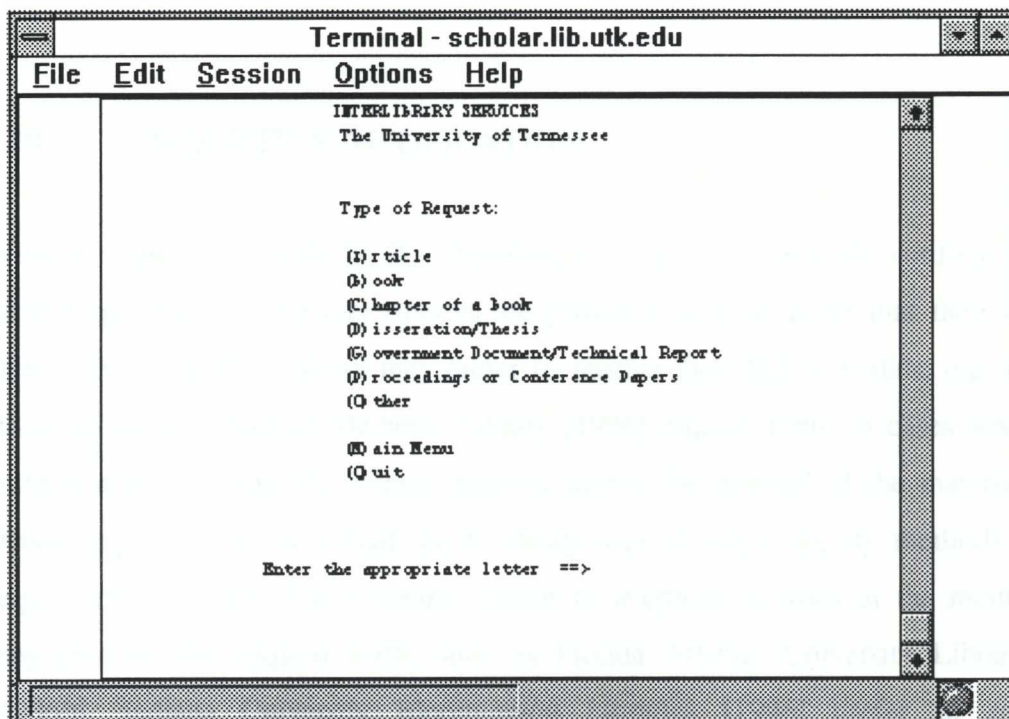 Terminal - scholar.lib.utk.edu
File Edit Session Options Help
INTERLIBRARY SERVICES
The University of Tennessee
Type of Request:
(A) rticle
(B) ook
(C) hapter of a book
(D) isseration/Thesis
(G) overnment Document/Technical Report
(P) roceedings or Conference Papers
(O) ther
(M) ain Menu
(Q) uit
Enter the appropriate letter ==>